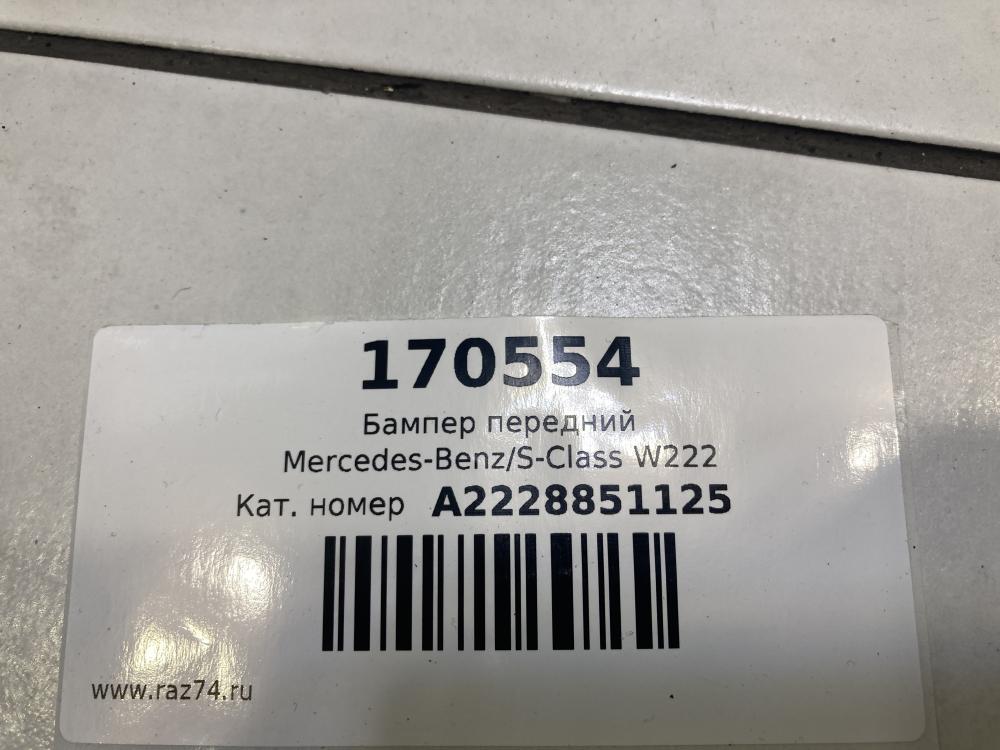 170554
Бампер передний
Mercedes-Benz/S-Class W222
Кат. номер A2228851125
www.raz74.ru